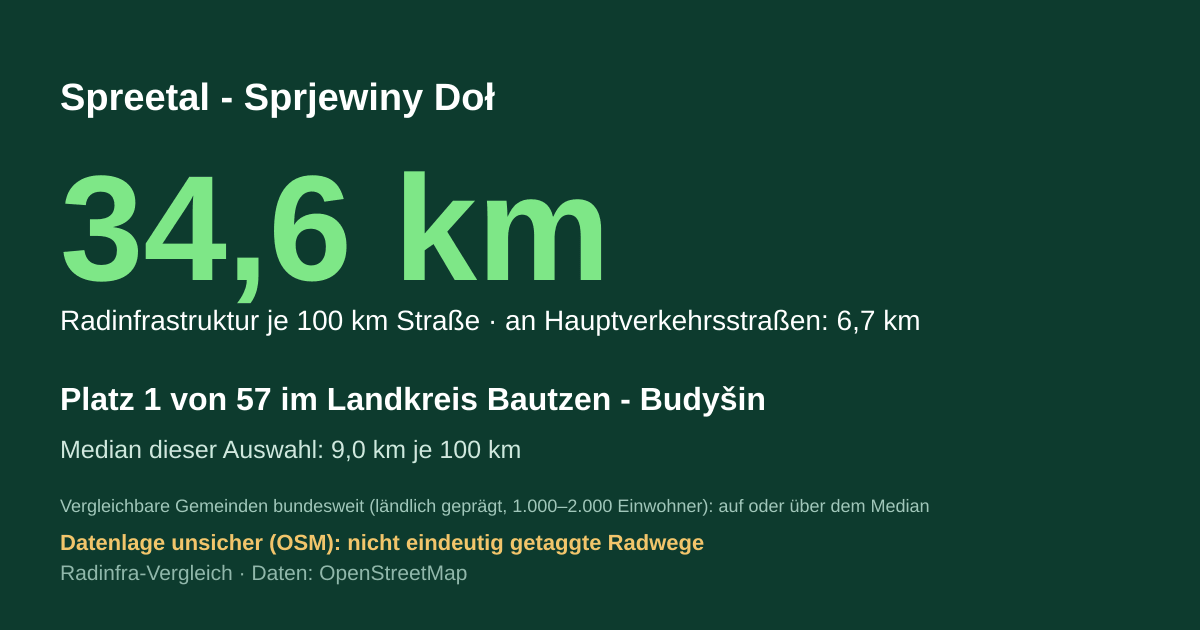 Spreetal - Sprjewiny Doł
34,6 km
Radinfrastruktur je 100 km Straße · an Hauptverkehrsstraßen: 6,7 km
Platz 1 von 57 im Landkreis Bautzen - Budyšin
Median dieser Auswahl: 9,0 km je 100 km
Vergleichbare Gemeinden bundesweit (ländlich geprägt, 1.000–2.000 Einwohner): auf oder über dem Median
Datenlage unsicher (OSM): nicht eindeutig getaggte Radwege
Radinfra-Vergleich · Daten: OpenStreetMap